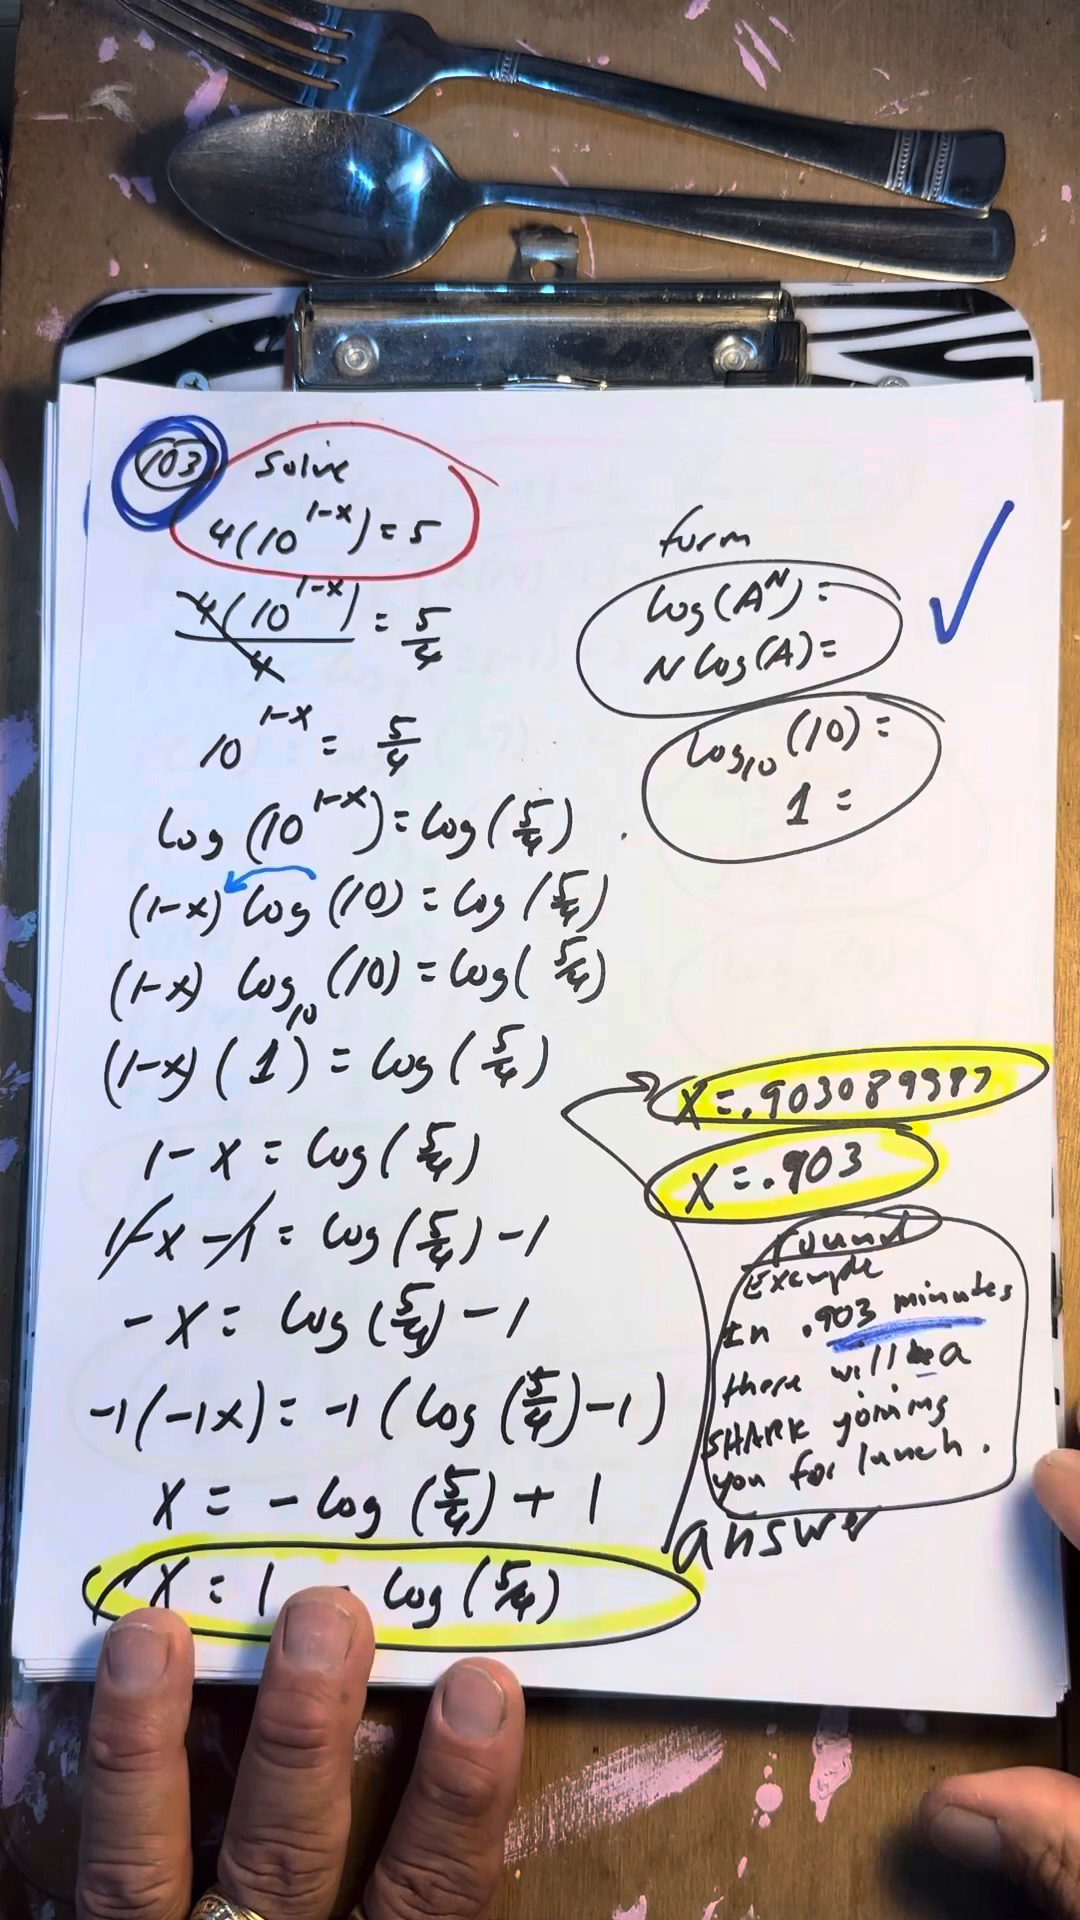 103 Solve
4(10^(1-x)) = 5
4(10^(1-x))/4 = 5/4
10^(1-x) = 5/4
Log(10^(1-x)) = Log(5/4)
(1-x) Log(10) = Log(5/4)
(1-x) Log₁₀(10) = Log(5/4)
(1-x)(1) = Log(5/4)
1-x = Log(5/4)
1-x-1 = Log(5/4)-1
-x = Log(5/4)-1
-1(-1x) = -1(Log(5/4)-1)
x = -Log(5/4)+1
x = 1 - Log(5/4)
form
Log(A^N) =
N Log(A) =
Log₁₀(10) =
1 =
x = .903089987
x = .903
round
Example
In .903 minutes
there will be a
SHARK joining
you for lunch.
answer